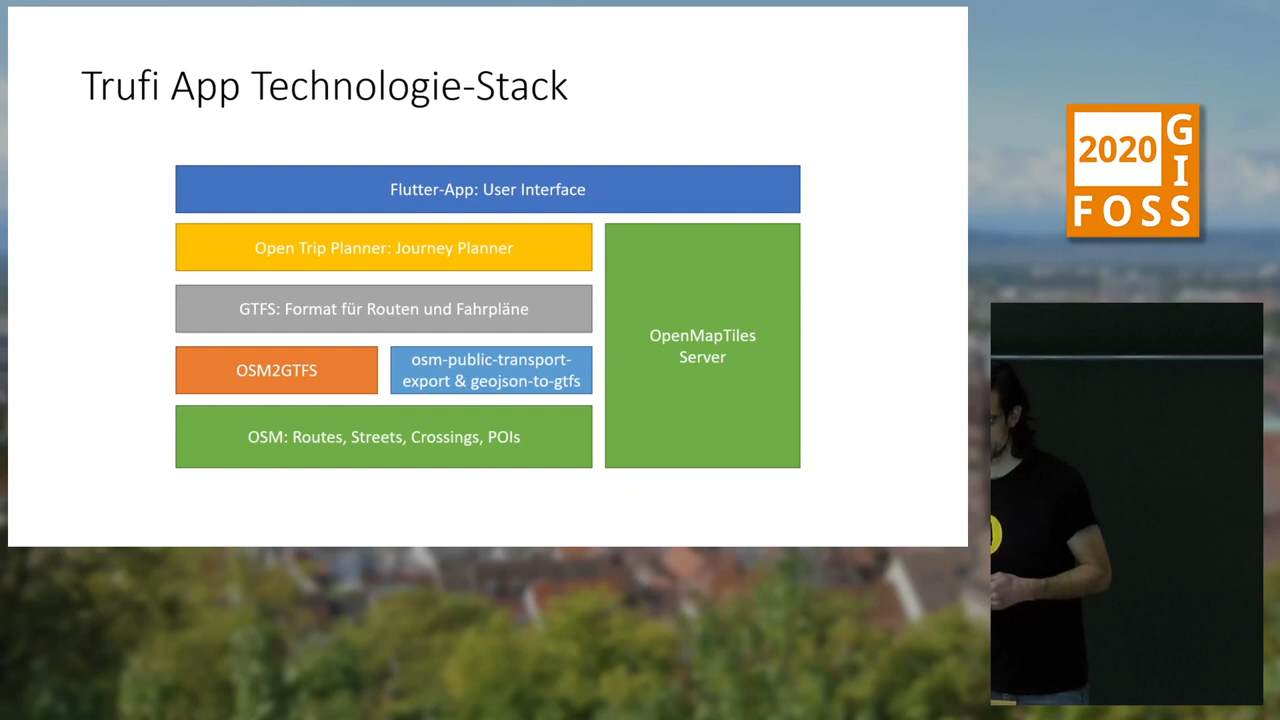 Trufi App Technologie-Stack
Flutter-App: User Interface
Open Trip Planner: Journey Planner
GTFS: Format für Routen und Fahrpläne
OSM2GTFS
osm-public-transport-
export & geojson-to-gtfs
OSM: Routes, Streets, Crossings, POIs
OpenMapTiles
Server
2020
GIS
FOSS